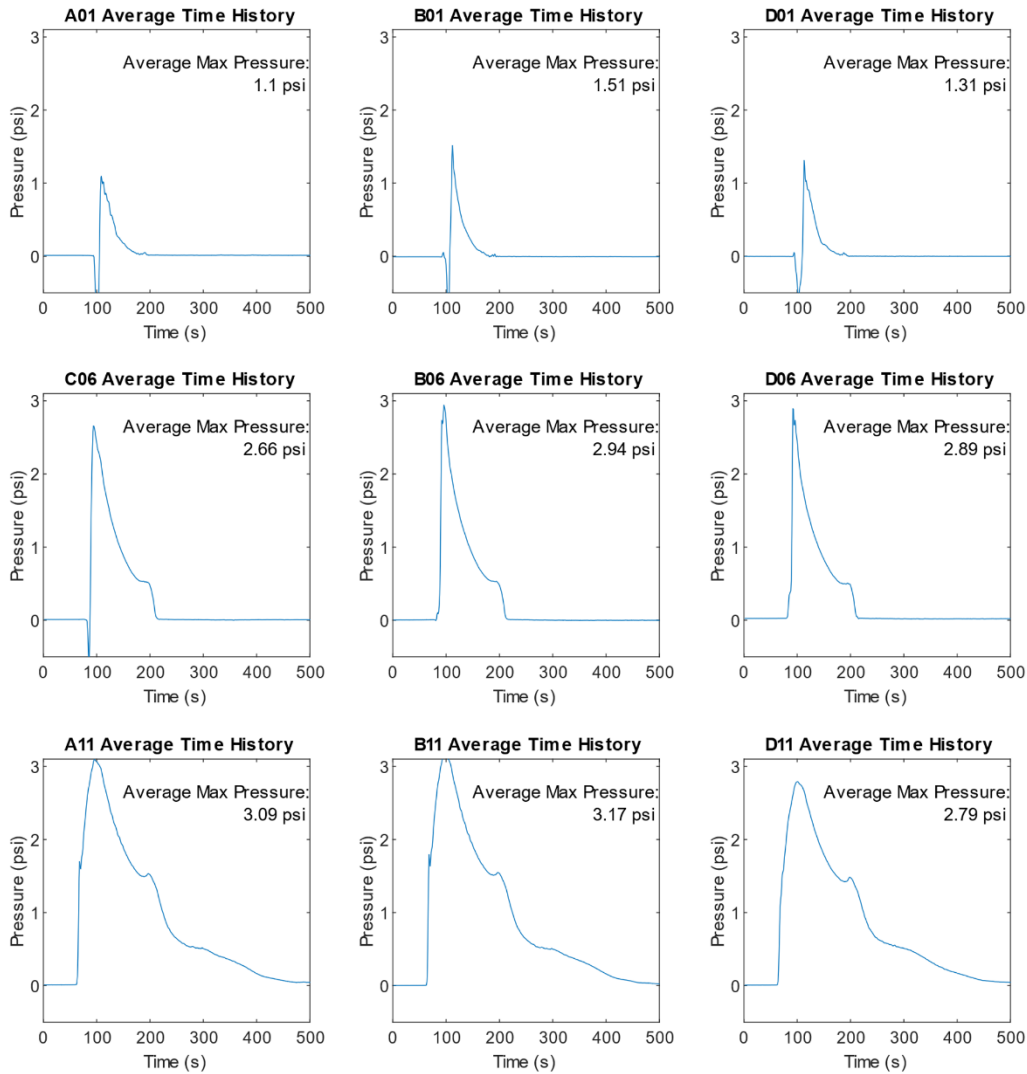 A01 Average Time History
B01 Average Time History
D01 Average Time History
3
2
1
0
Pressure (psi)
Average Max Pressure:
1.1 psi
0 100 200 300 400 500
Time (s)
3
2
1
0
Pressure (psi)
Average Max Pressure:
1.51 psi
0 100 200 300 400 500
Time (s)
3
2
1
0
Pressure (psi)
Average Max Pressure:
1.31 psi
0 100 200 300 400 500
Time (s)
C06 Average Time History
B06 Average Time History
D06 Average Time History
3
2
1
0
Pressure (psi)
Average Max Pressure:
2.66 psi
0 100 200 300 400 500
Time (s)
3
2
1
0
Pressure (psi)
Average Max Pressure:
2.94 psi
0 100 200 300 400 500
Time (s)
3
2
1
0
Pressure (psi)
Average Max Pressure:
2.89 psi
0 100 200 300 400 500
Time (s)
A11 Average Time History
B11 Average Time History
D11 Average Time History
3
2
1
0
Pressure (psi)
Average Max Pressure:
3.09 psi
0 100 200 300 400 500
Time (s)
3
2
1
0
Pressure (psi)
Average Max Pressure:
3.17 psi
0 100 200 300 400 500
Time (s)
3
2
1
0
Pressure (psi)
Average Max Pressure:
2.79 psi
0 100 200 300 400 500
Time (s)